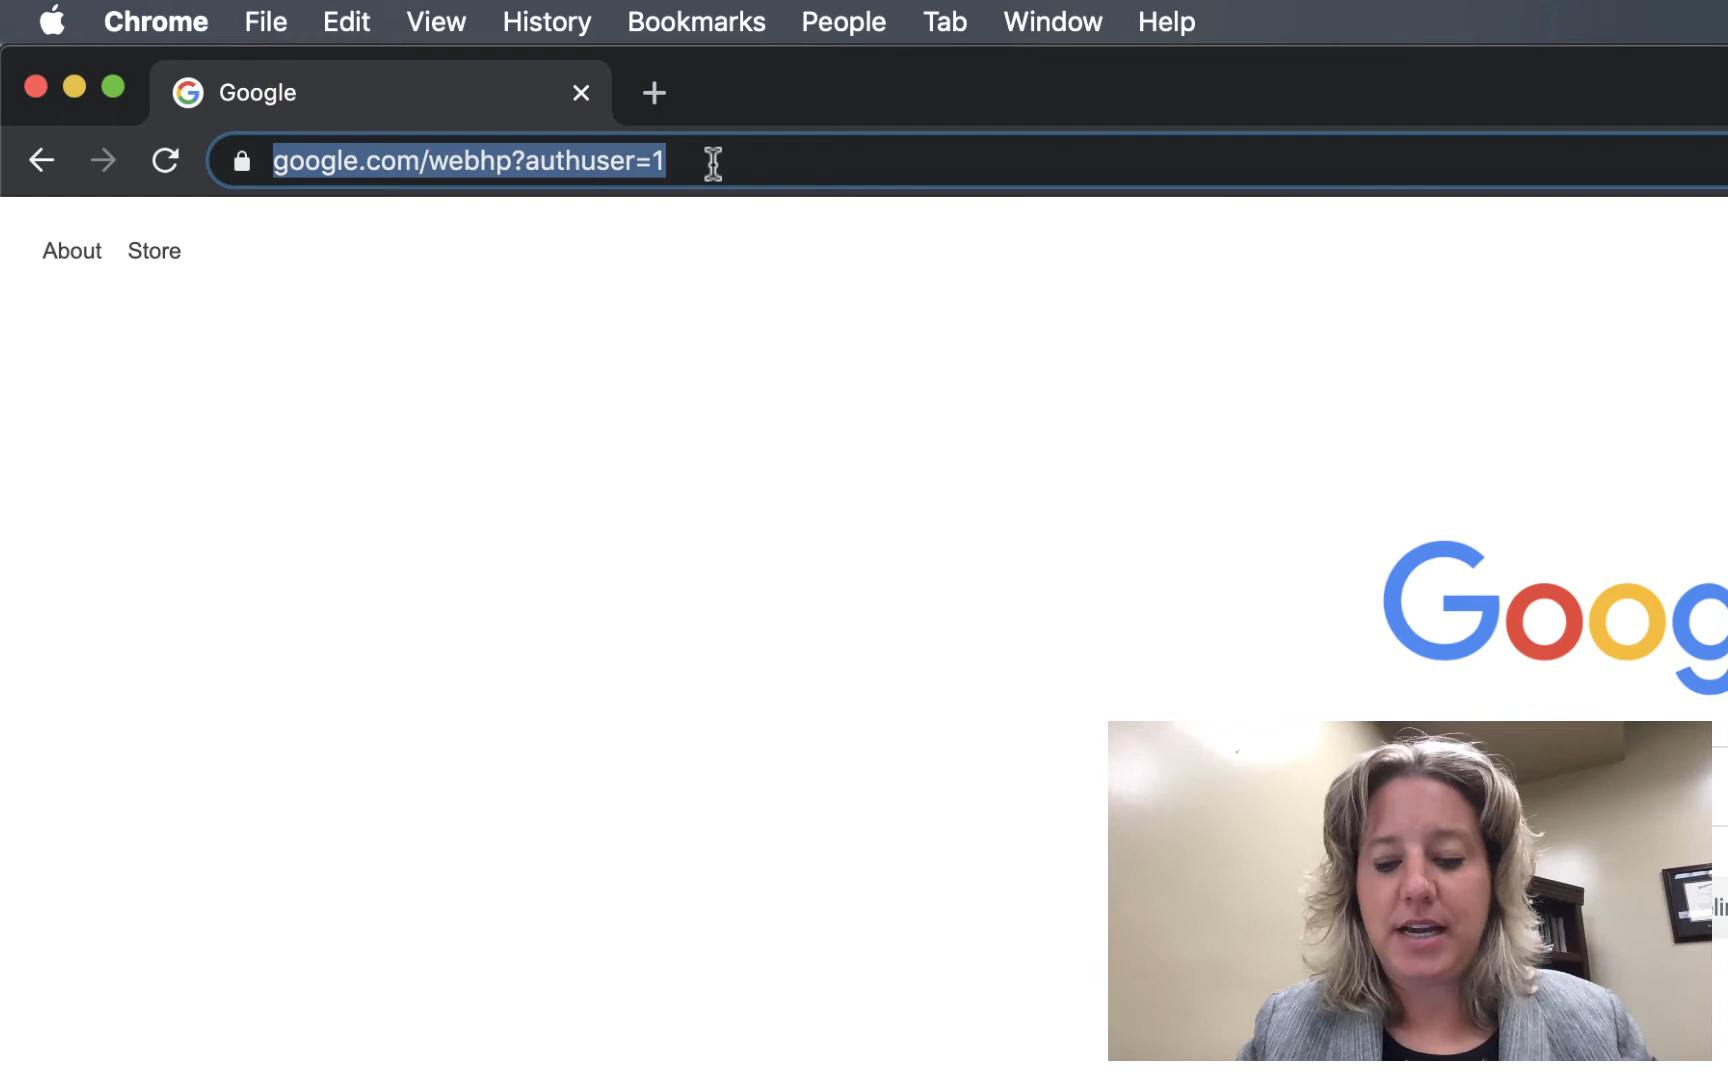 Chrome File Edit View History Bookmarks People Tab Window Help
Google
google.com/webhp?authuser=1
About Store
Goog